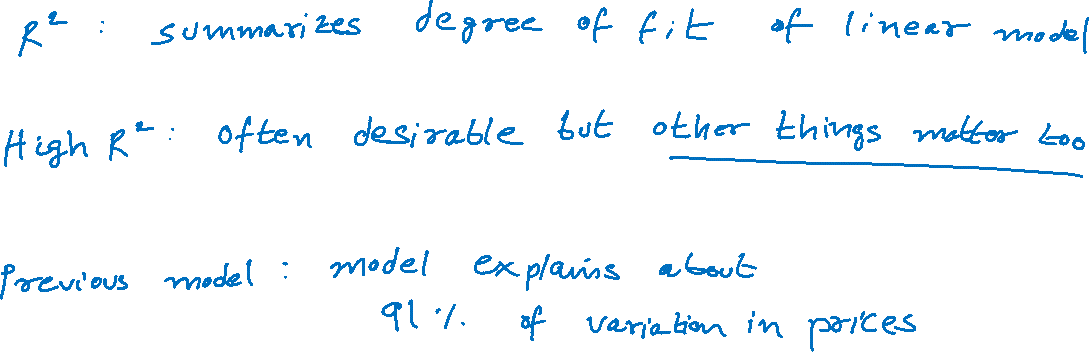 R² : summarizes degree of fit of linear model
High R² : often desirable but other things matter too
Previous model : model explains about
91 % of variation in prices